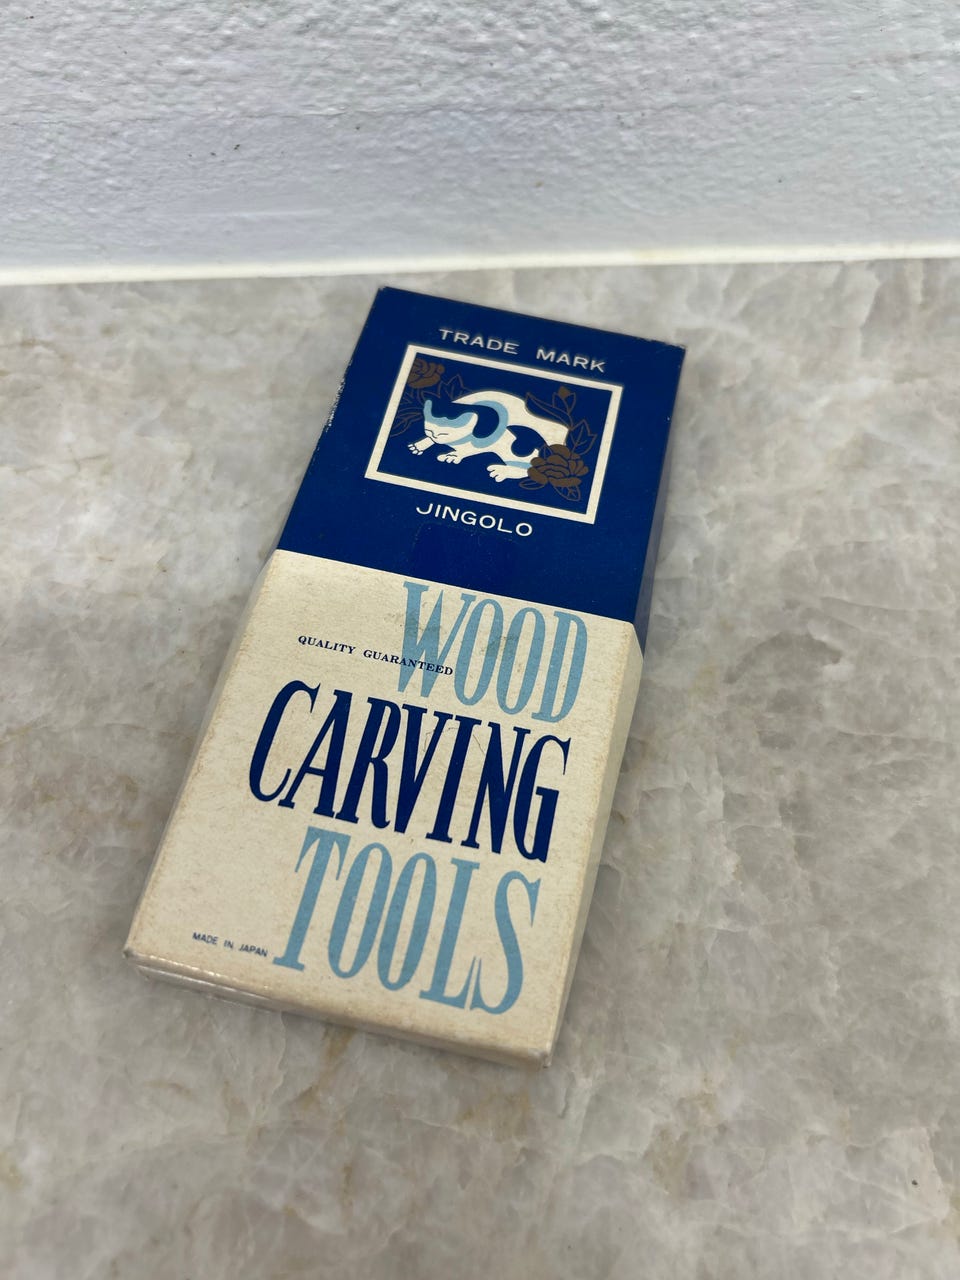 TRADE MARK
JINGOLO
WOOD
QUALITY GUARANTEED
CARVING
TOOLS
MADE IN JAPAN